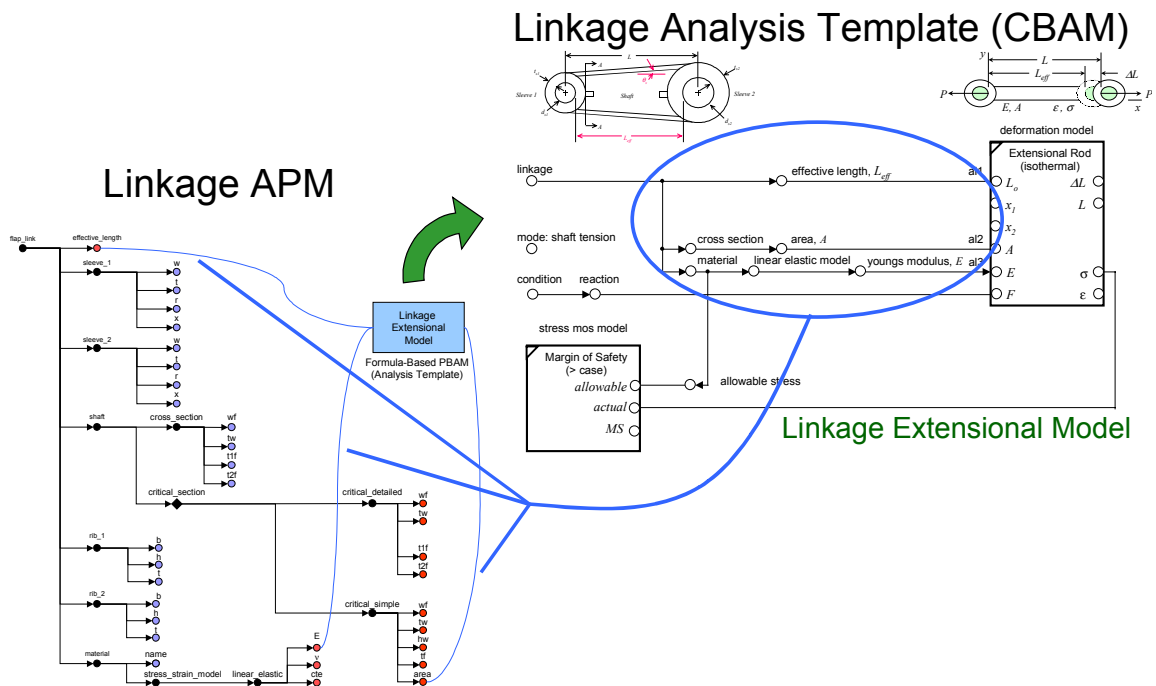 Linkage Analysis Template (CBAM)
L
A
Sleeve 1
Shaft
Sleeve 2
A
y
L
ΔL
P
P
E, A
ε, σ
x
deformation model
Extensional Rod
(isothermal)
linkage
effective length, Leff
al1
Lo
ΔL
x1
L
x2
mode: shaft tension
cross section
area, A
al2
A
material
linear elastic model
youngs modulus, E
al3
E
σ
condition
reaction
F
ε
stress mos model
Margin of Safety
(> case)
allowable
allowable stress
actual
MS
Linkage Extensional Model
Linkage APM
Linkage
Extensional
Model
Formula-Based PBAM
(Analysis Template)
flap_link
effective_length
sleeve_1
w
t
r
x
sleeve_2
w
t
r
x
shaft
cross_section
wf
tw
t1f
t2f
critical_section
critical_detailed
wf
tw
t1f
t2f
rib_1
b
h
t
rib_2
b
h
t
critical_simple
wf
tw
hw
tf
area
material
name
stress_strain_model
linear_elastic
E
ν
cte